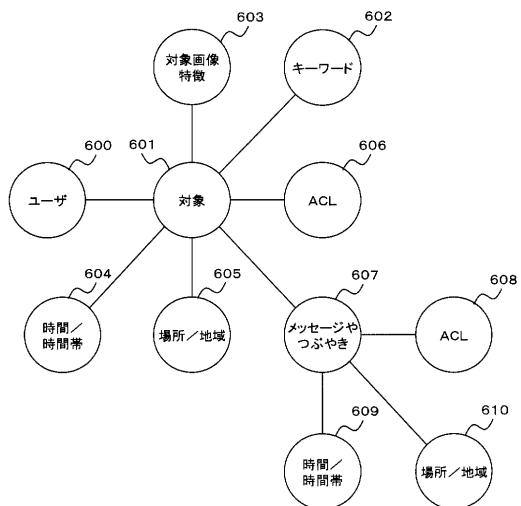 603
対象画像
特徴
602
キーワード
600
ユーザ
601
対象
606
ACL
604
時間／
時間帯
605
場所／地域
607
メッセージや
つぶやき
608
ACL
609
時間／
時間帯
610
場所／地域